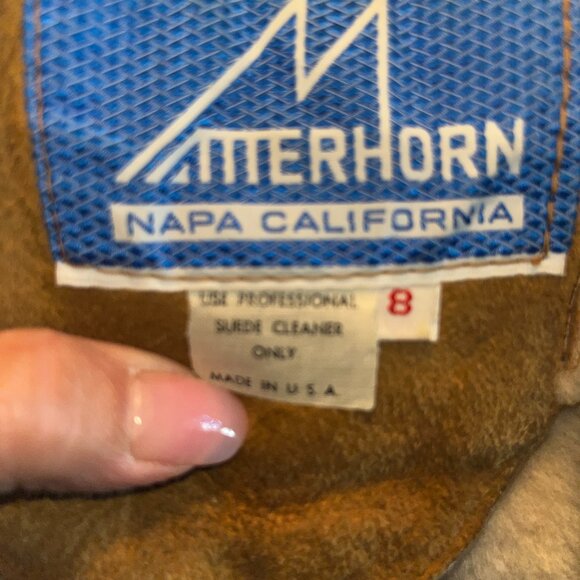 MATTERHORN
NAPA CALIFORNIA
USE PROFESSIONAL
8
SUEDE CLEANER
ONLY
MADE IN U.S.A.